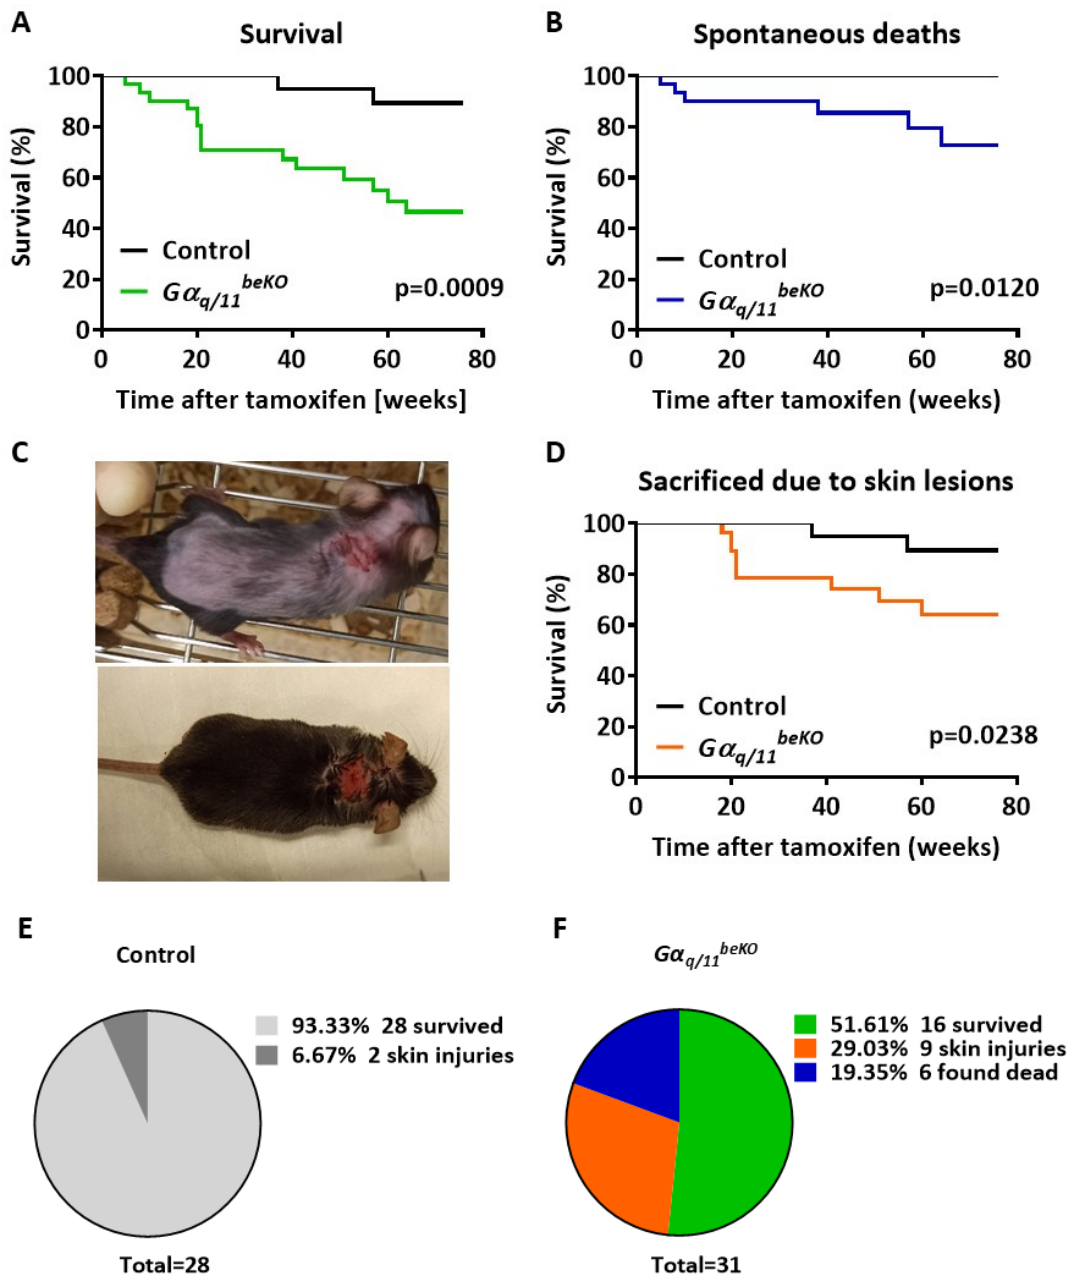 A
Survival
Survival (%)
100
80
60
40
20
0
Control
Gαq/11beKO
p=0.0009
0 20 40 60 80
Time after tamoxifen [weeks]
B
Spontaneous deaths
Survival (%)
100
80
60
40
20
0
Control
Gαq/11beKO
p=0.0120
0 20 40 60 80
Time after tamoxifen (weeks)
C
D
Sacrificed due to skin lesions
Survival (%)
100
80
60
40
20
0
Control
Gαq/11beKO
p=0.0238
0 20 40 60 80
Time after tamoxifen (weeks)
E
Control
93.33% 28 survived
6.67% 2 skin injuries
Total=28
F
Gαq/11beKO
51.61% 16 survived
29.03% 9 skin injuries
19.35% 6 found dead
Total=31